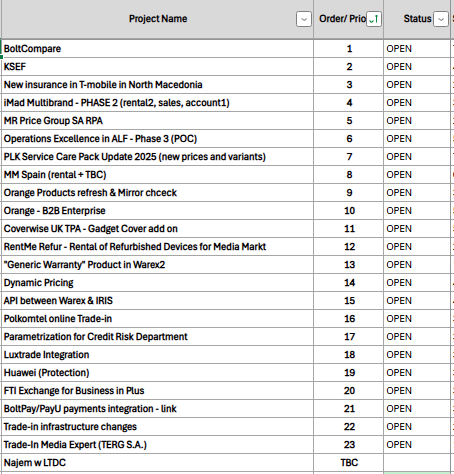 Project Name Order/ Prio Status
BoltCompare 1 OPEN
KSEF 2 OPEN
New insurance in T-mobile in North Macedonia 3 OPEN
iMad Multibrand - PHASE 2 (rental2, sales, account1) 4 OPEN
MR Price Group SA RPA 5 OPEN
Operations Excellence in ALF - Phase 3 (POC) 6 OPEN
PLK Service Care Pack Update 2025 (new prices and variants) 7 OPEN
MM Spain (rental + TBC) 8 OPEN
Orange Products refresh & Mirror chceck 9 OPEN
Orange - B2B Enterprise 10 OPEN
Coverwise UK TPA - Gadget Cover add on 11 OPEN
RentMe Refur - Rental of Refurbished Devices for Media Markt 12 OPEN
"Generic Warranty" Product in Warex2 13 OPEN
Dynamic Pricing 14 OPEN
API between Warex & IRIS 15 OPEN
Polkomtel online Trade-in 16 OPEN
Parametrization for Credit Risk Department 17 OPEN
Luxtrade Integration 18 OPEN
Huawei (Protection) 19 OPEN
FTI Exchange for Business in Plus 20 OPEN
BoltPay/PayU payments integration - link 21 OPEN
Trade-in infrastructure changes 22 OPEN
Trade-In Media Expert (TERG S.A.) 23 OPEN
Najem w LTDC TBC